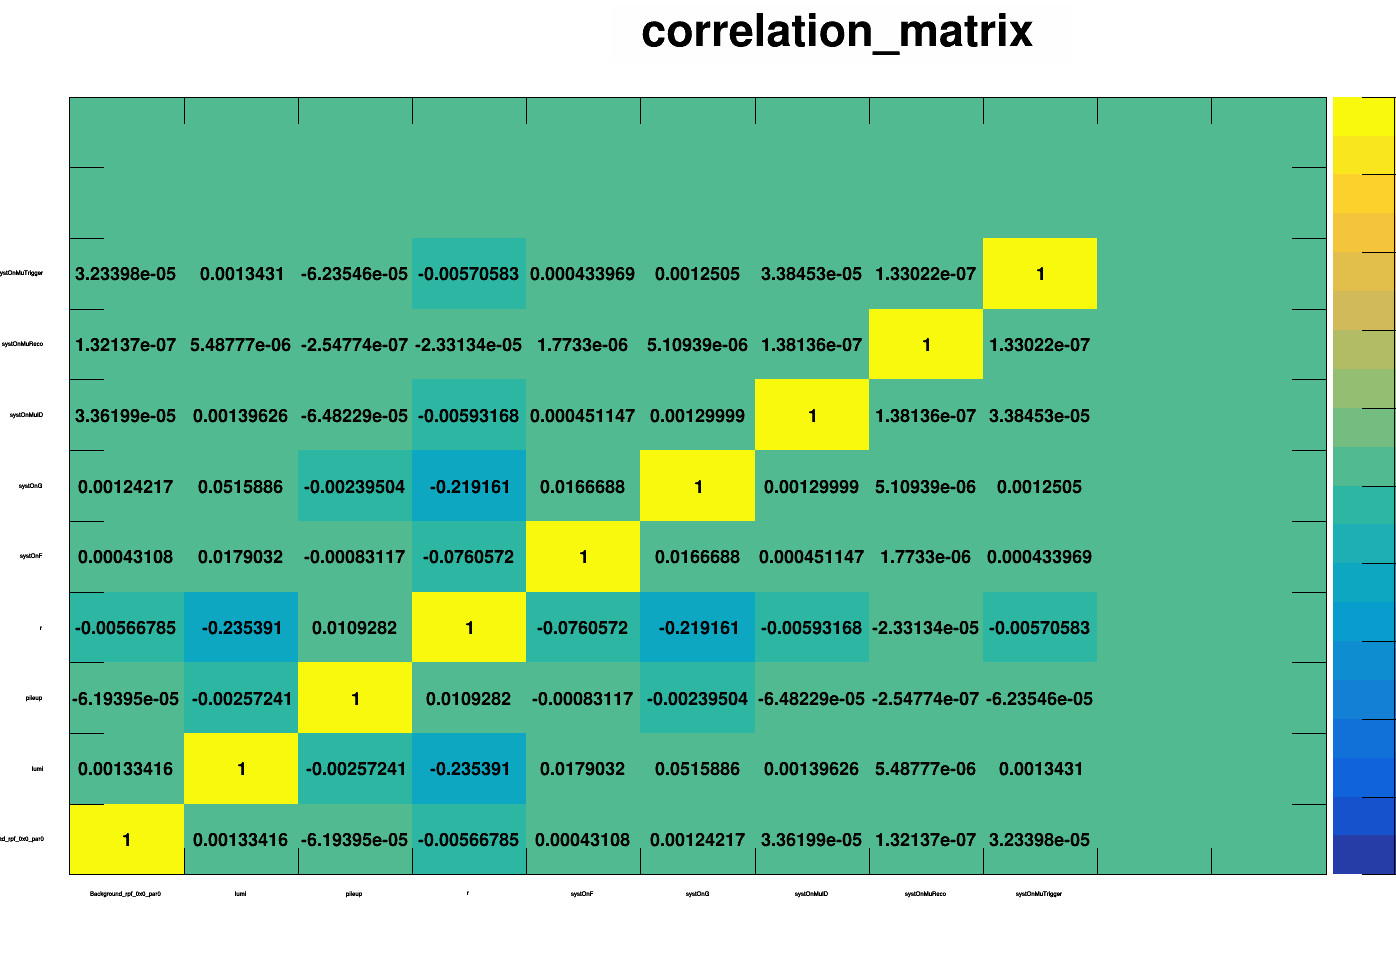 correlation_matrix
systOnMuTrigger 3.23398e-05 0.0013431 -6.23546e-05 -0.00570583 0.000433969 0.0012505 3.38453e-05 1.33022e-07 1
systOnMuReco 1.32137e-07 5.48777e-06 -2.54774e-07 -2.33134e-05 1.7733e-06 5.10939e-06 1.38136e-07 1 1.33022e-07
systOnMuID 3.36199e-05 0.00139626 -6.48229e-05 -0.00593168 0.000451147 0.00129999 1 1.38136e-07 3.38453e-05
systOnG 0.00124217 0.0515886 -0.00239504 -0.219161 0.0166688 1 0.00129999 5.10939e-06 0.0012505
systOnF 0.00043108 0.0179032 -0.00083117 -0.0760572 1 0.0166688 0.000451147 1.7733e-06 0.000433969
r -0.00566785 -0.235391 0.0109282 1 -0.0760572 -0.219161 -0.00593168 -2.33134e-05 -0.00570583
pileup -6.19395e-05 -0.00257241 1 0.0109282 -0.00083117 -0.00239504 -6.48229e-05 -2.54774e-07 -6.23546e-05
lumi 0.00133416 1 -0.00257241 -0.235391 0.0179032 0.0515886 0.00139626 5.48777e-06 0.0013431
nd_rpf_0x0_par0 1 0.00133416 -6.19395e-05 -0.00566785 0.00043108 0.00124217 3.36199e-05 1.32137e-07 3.23398e-05
Background_rpf_0x0_par0 lumi pileup r systOnF systOnG systOnMuID systOnMuReco systOnMuTrigger